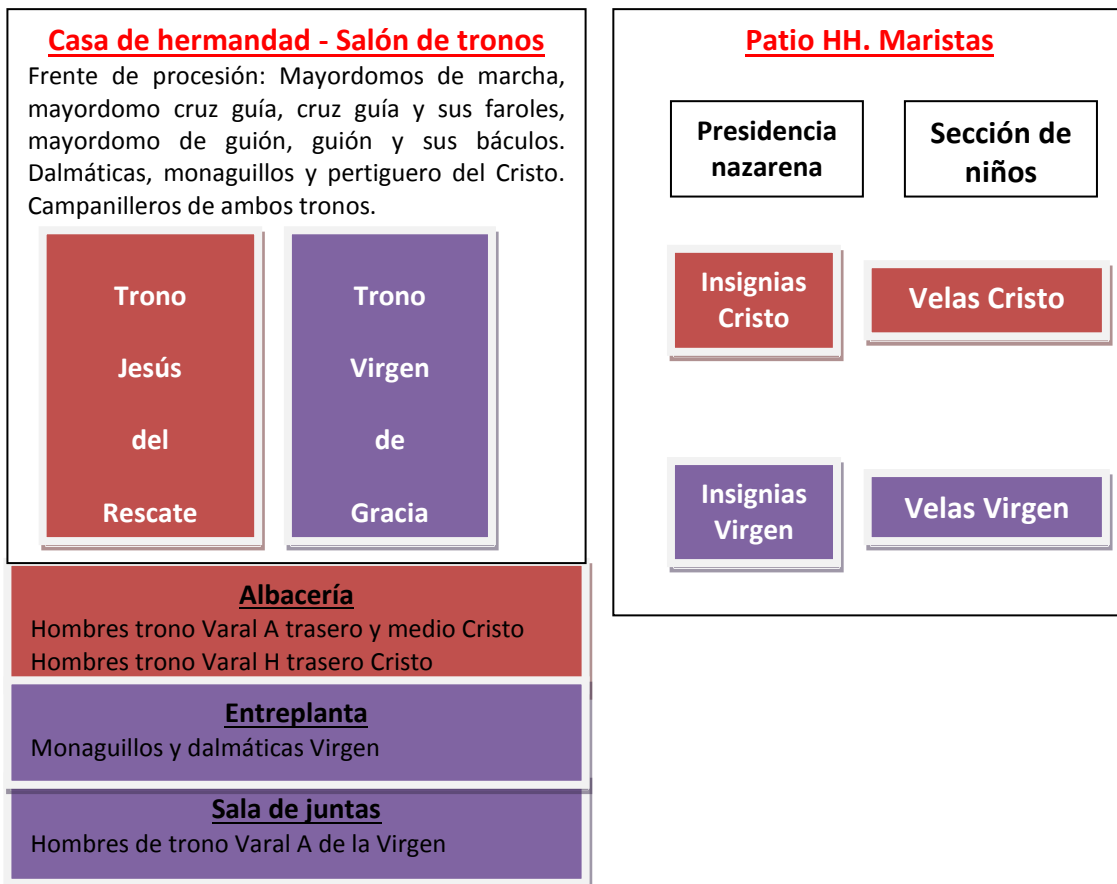 Casa de hermandad - Salón de tronos
Frente de procesión: Mayordomos de marcha,
mayordomo cruz guía, cruz guía y sus faroles,
mayordomo de guión, guión y sus báculos.
Dalmáticas, monaguillos y pertiguero del Cristo.
Campanilleros de ambos tronos.
Trono
Jesús
del
Rescate
Trono
Virgen
de
Gracia
Albacería
Hombres trono Varal A trasero y medio Cristo
Hombres trono Varal H trasero Cristo
Entreplanta
Monaguillos y dalmáticas Virgen
Sala de juntas
Hombres de trono Varal A de la Virgen
Patio HH. Maristas
Presidencia
nazarena
Sección de
niños
Insignias
Cristo
Velas Cristo
Insignias
Virgen
Velas Virgen